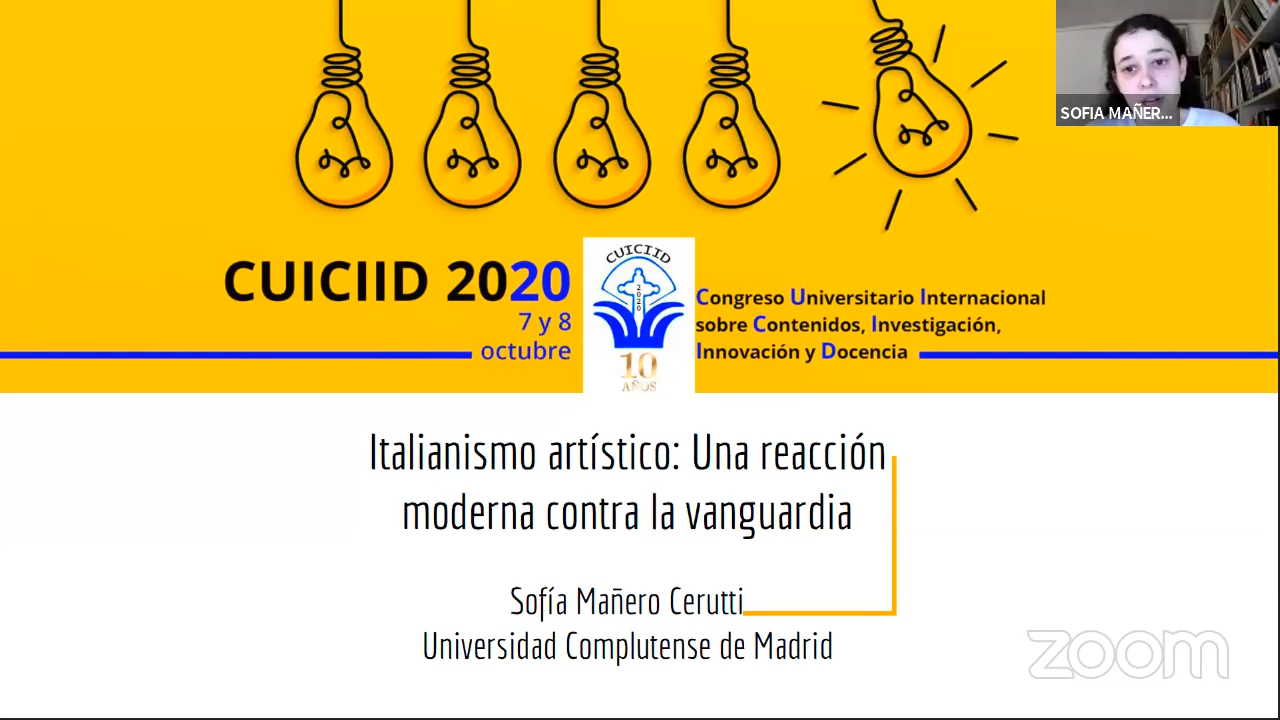 SOFIA MAÑER...
CUICIID 2020
7 y 8
octubre
CUICIID
2020
10
AÑOS
Congreso Universitario Internacional
sobre Contenidos, Investigación,
Innovación y Docencia
Italianismo artístico: Una reacción
moderna contra la vanguardia
Sofía Mañero Cerutti
Universidad Complutense de Madrid
zoom